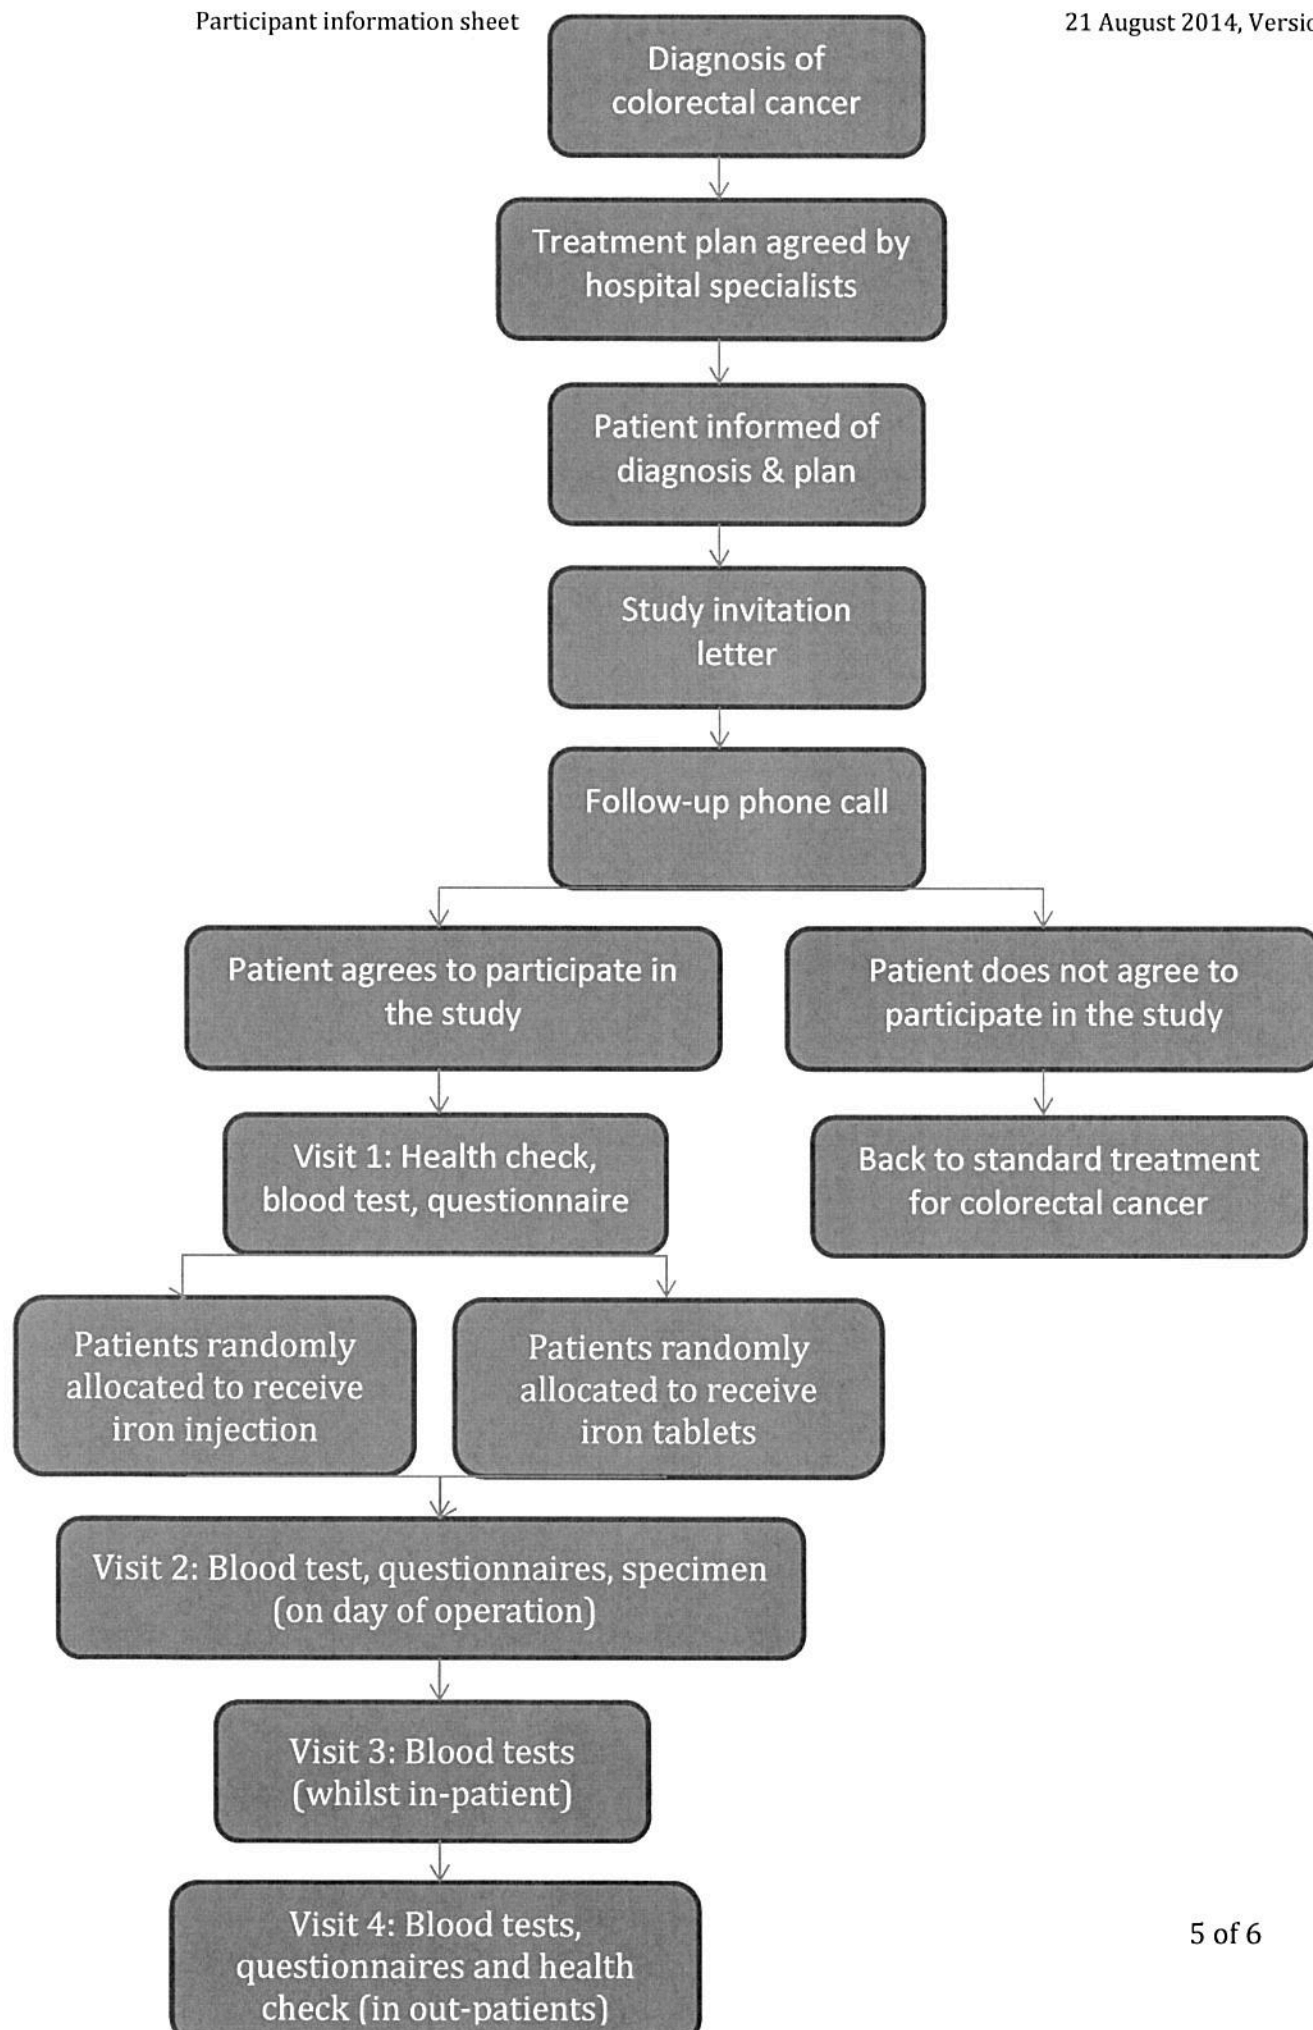 Participant information sheet
21 August 2014, Versio
Diagnosis of
colorectal cancer
Treatment plan agreed by
hospital specialists
Patient informed of
diagnosis & plan
Study invitation
letter
Follow-up phone call
Patient agrees to participate in
the study
Patient does not agree to
participate in the study
Visit 1: Health check,
blood test, questionnaire
Back to standard treatment
for colorectal cancer
Patients randomly
allocated to receive
iron injection
Patients randomly
allocated to receive
iron tablets
Visit 2: Blood test, questionnaires, specimen
(on day of operation)
Visit 3: Blood tests
(whilst in-patient)
Visit 4: Blood tests,
questionnaires and health
check (in out-patients)
5 of 6